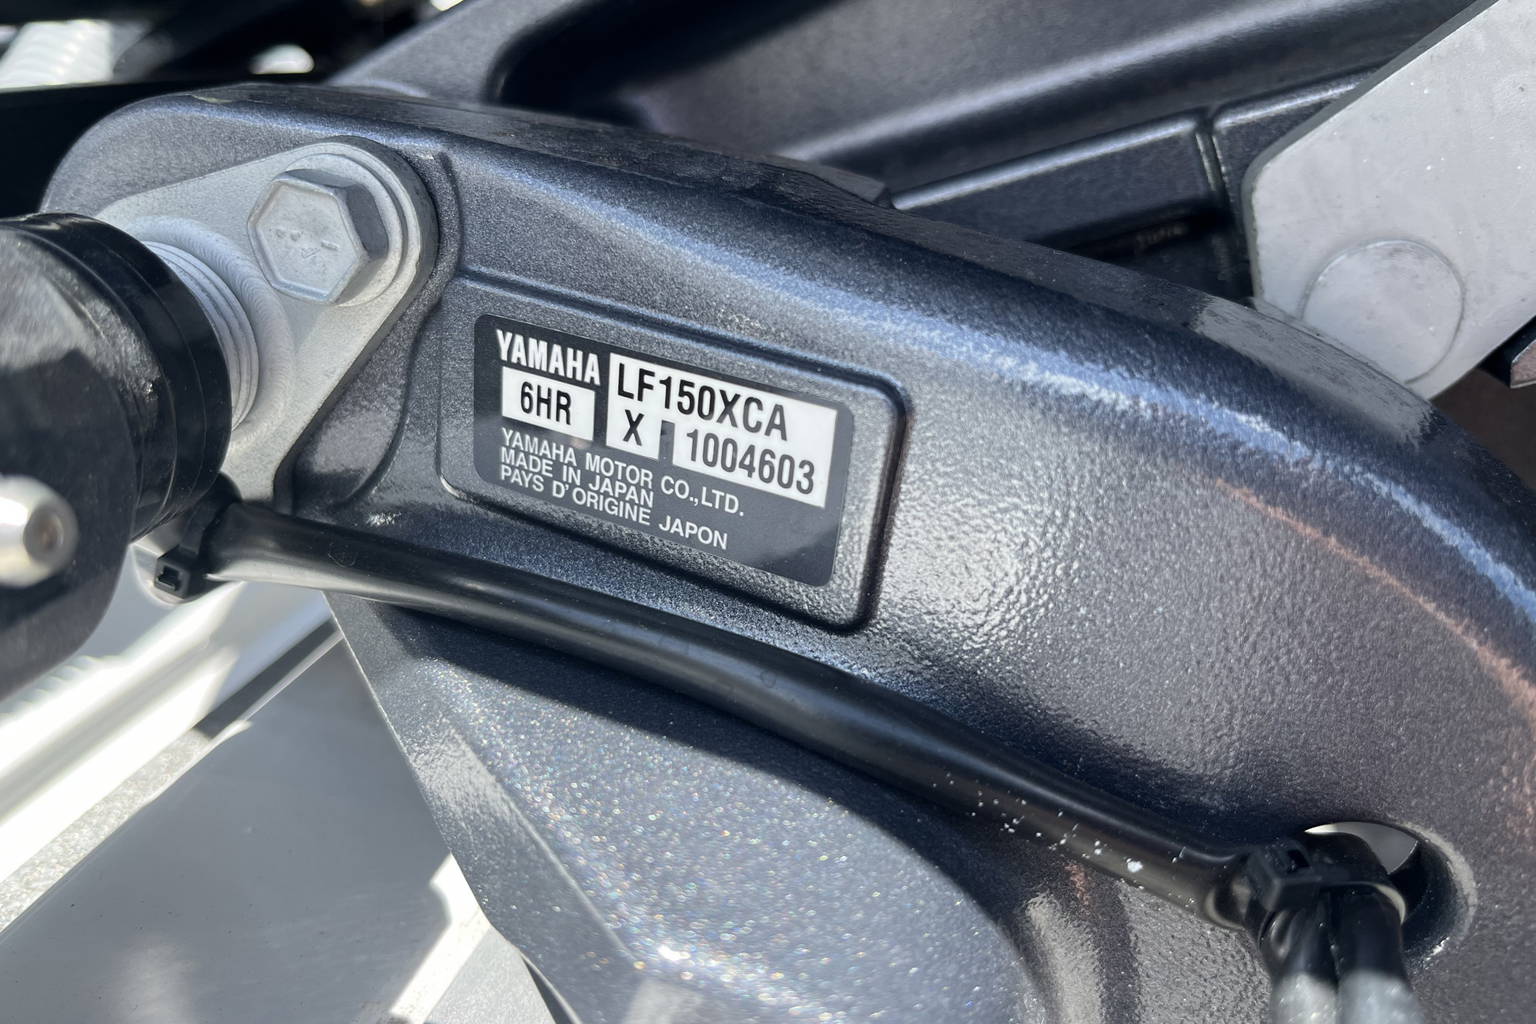 YAMAHA LF150XCA
6HR X 1004603
YAMAHA MOTOR CO.,LTD.
MADE IN JAPAN
PAYS D'ORIGINE JAPON